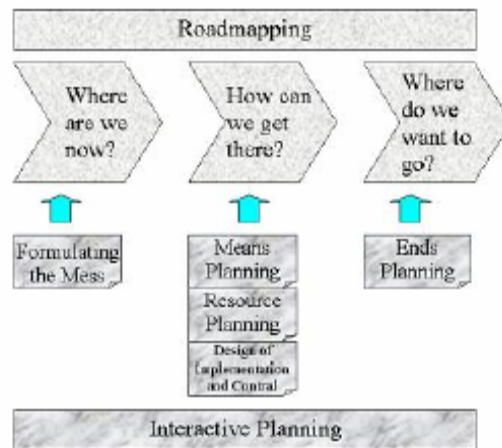 Roadmapping
Where
are we
now?
How can
we get
there?
Where
do we
want to
go?
Formulating
the Mess
Means
Planning
Resource
Planning
Design of
Implementation
and Control
Ends
Planning
Interactive Planning